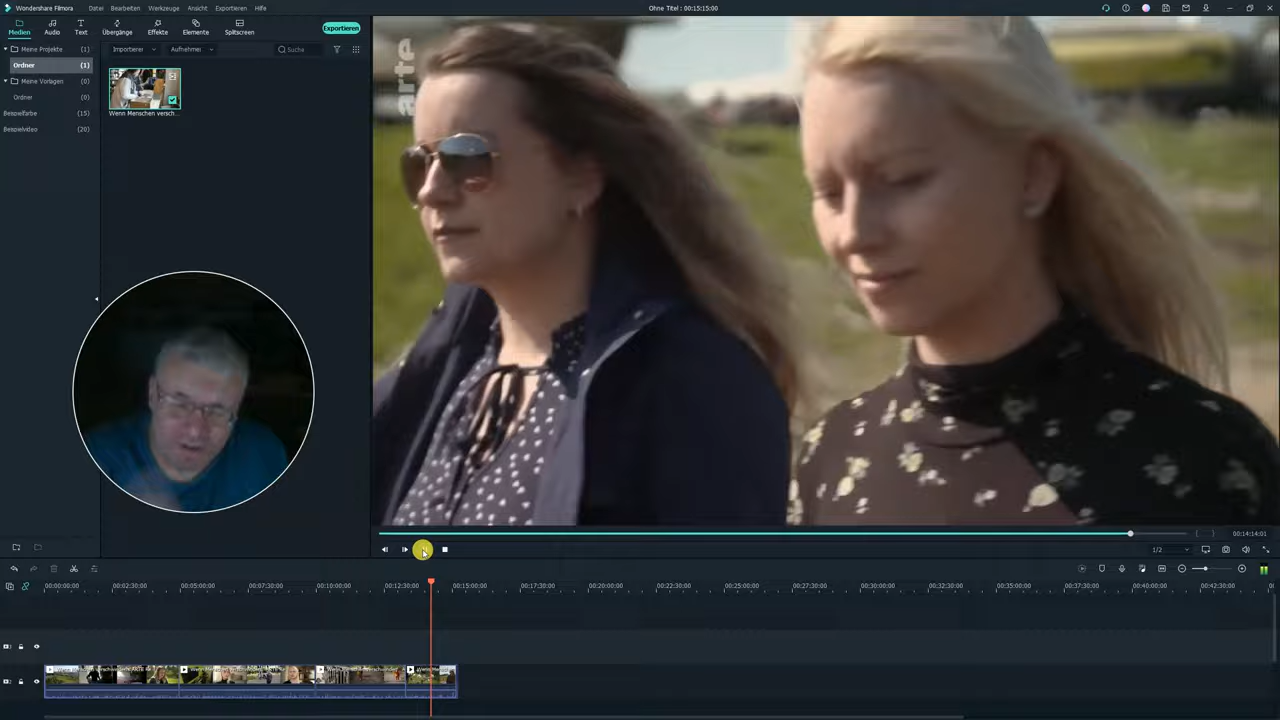 Wondershare Filmora
Datei Bearbeiten Werkzeuge Ansicht Exportieren Hilfe
Ohne Titel : 00:15:15:00
Medien Audio Text Übergänge Effekte Elemente Splitscreen
Exportieren
Meine Projekte (1)
Ordner (1)
Meine Vorlagen (0)
Ordner (0)
Beispielfarbe (15)
Beispielvideo (20)
Importieren
Aufnehmen
Suche
Wenn Menschen versch...
arte
00:14:14:01
1/2
00:00:00:00 00:02:30:00 00:05:00:00 00:07:30:00 00:10:00:00 00:12:30:00 00:15:00:00 00:17:30:00 00:20:00:00 00:22:30:00 00:25:00:00 00:27:30:00 00:30:00:00 00:32:30:00 00:35:00:00 00:37:30:00 00:40:00:00 00:42:30:00